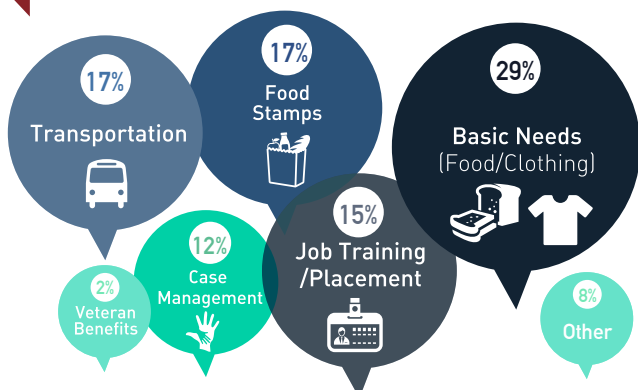 17%
Transportation
17%
Food
Stamps
29%
Basic Needs
(Food/Clothing)
2%
Veteran
Benefits
12%
Case
Management
15%
Job Training
/Placement
8%
Other